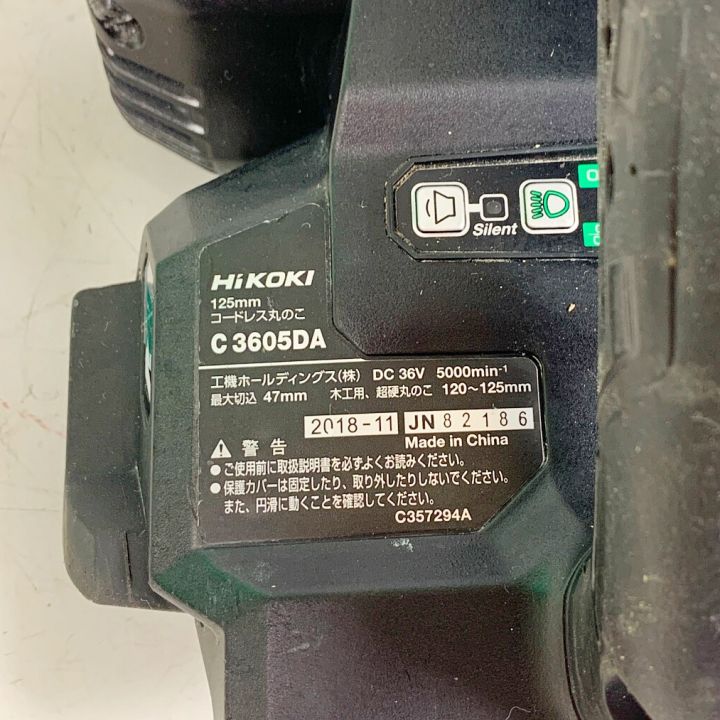 Silent
HiKOKI
125mm
コードレス丸のこ
C 3605DA
工機ホールディングス(株) DC 36V 5000min⁻¹
最大切込 47mm 木工用、超硬丸のこ 120～125mm
2018-11 JN 82186
警告 Made in China
●ご使用前に取扱説明書を必ずよくお読みください。
●保護カバーは固定したり、取り外したりしないでください。
また、円滑に動くことを確認してください。
C357294A